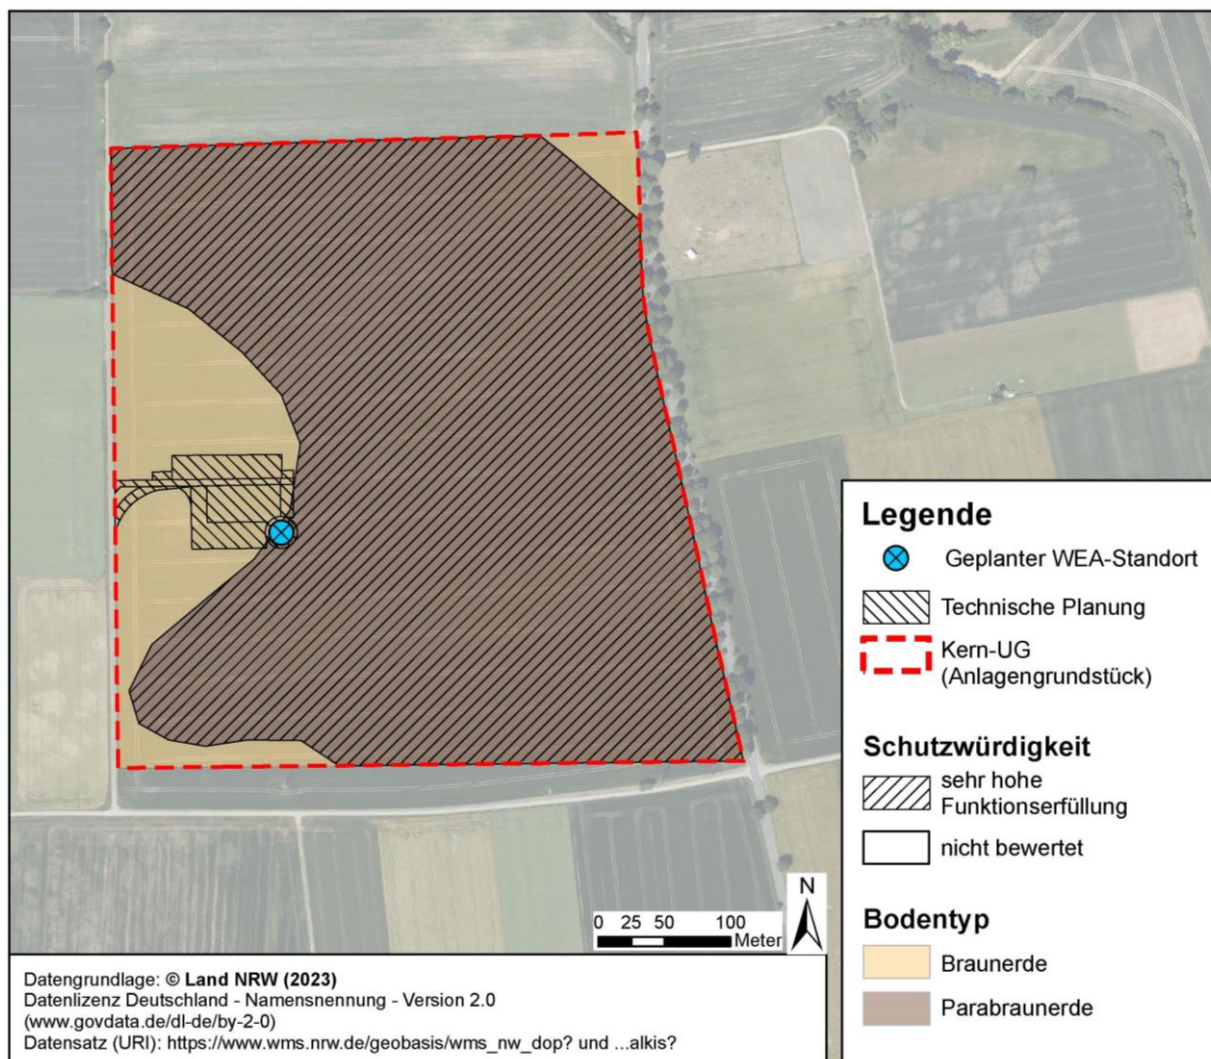 Legende
Geplanter WEA-Standort
Technische Planung
Kern-UG
(Anlagengrundstück)
Schutzwürdigkeit
sehr hohe
Funktionserfüllung
nicht bewertet
Bodentyp
Braunerde
Parabraunerde
N
0 25 50 100
Meter
Datengrundlage: © Land NRW (2023)
Datenlizenz Deutschland - Namensnennung - Version 2.0
(www.govdata.de/dl-de/by-2-0)
Datensatz (URI): https://www.wms.nrw.de/geobasis/wms_nw_dop? und ...alkis?